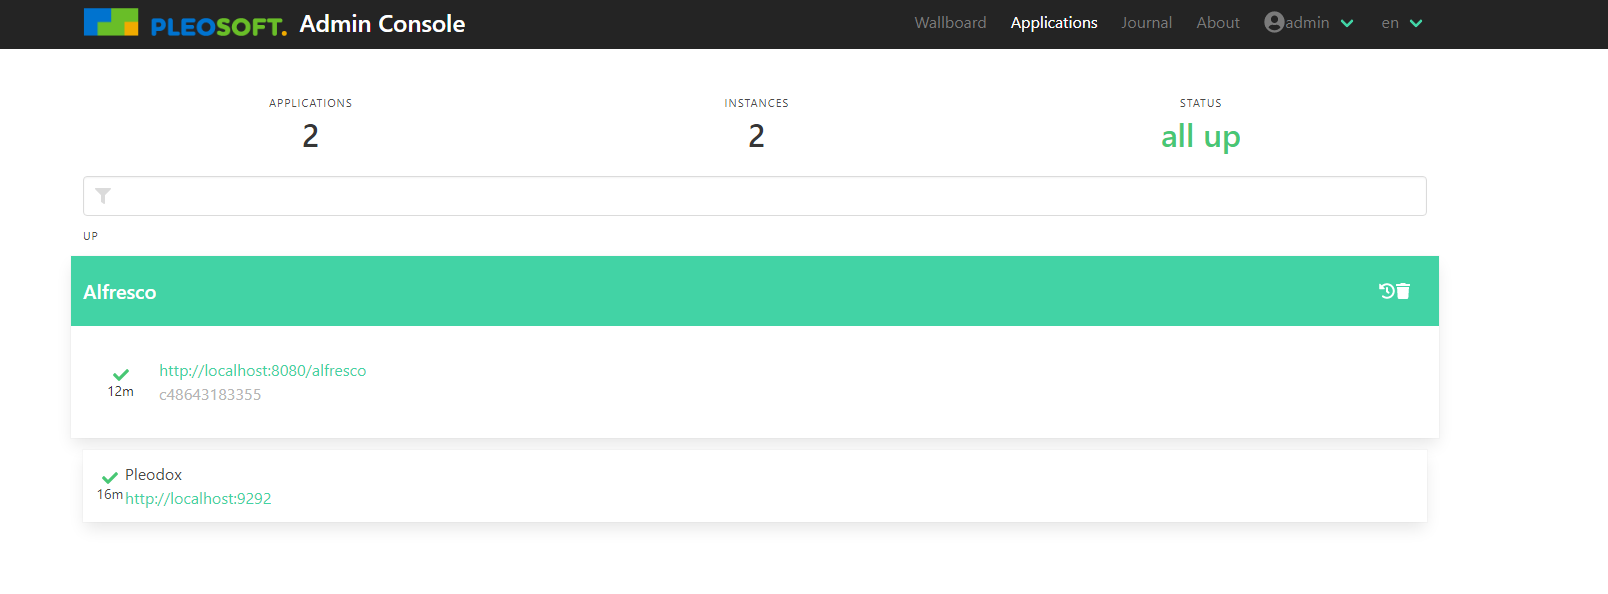 PLEOSOFT. Admin Console Wallboard Applications Journal About admin en
APPLICATIONS INSTANCES STATUS
2 2 all up
UP
Alfresco
http://localhost:8080/alfresco
12m
c48643183355
Pleodox
16m http://localhost:9292